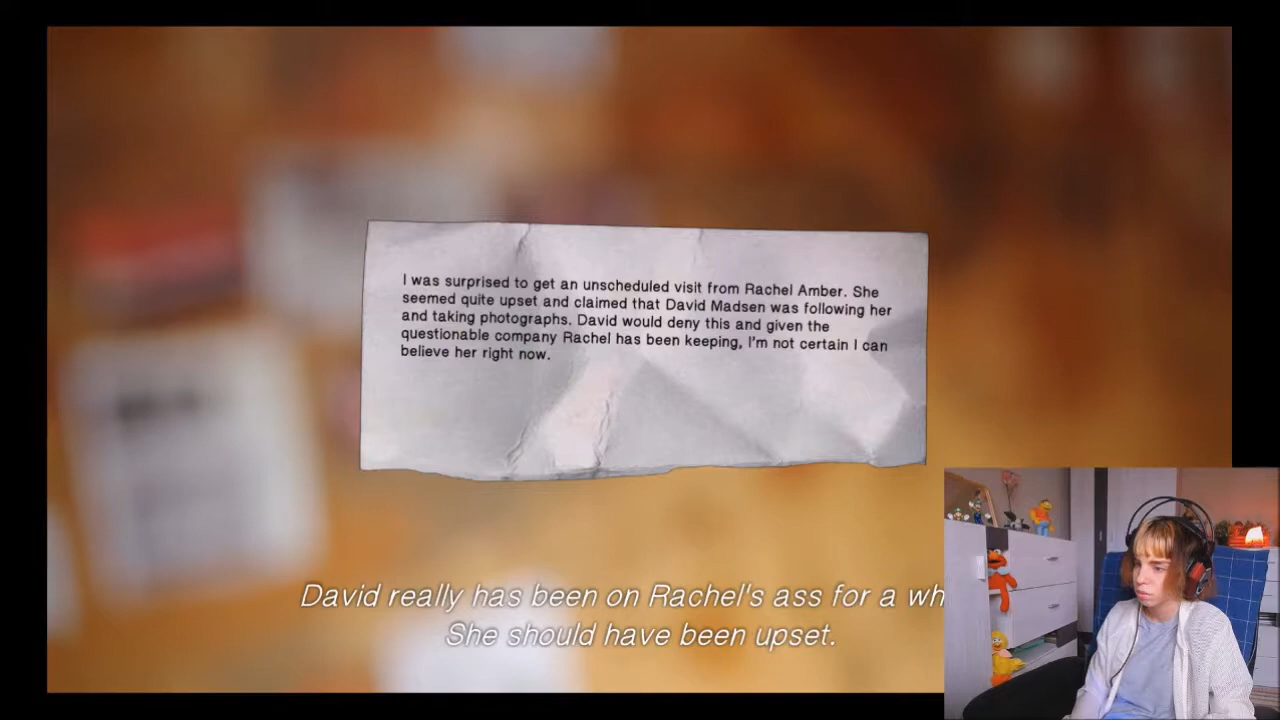 I was surprised to get an unscheduled visit from Rachel Amber. She
seemed quite upset and claimed that David Madsen was following her
and taking photographs. David would deny this and given the
questionable company Rachel has been keeping, I'm not certain I can
believe her right now.
David really has been on Rachel's ass for a wh
She should have been upset.